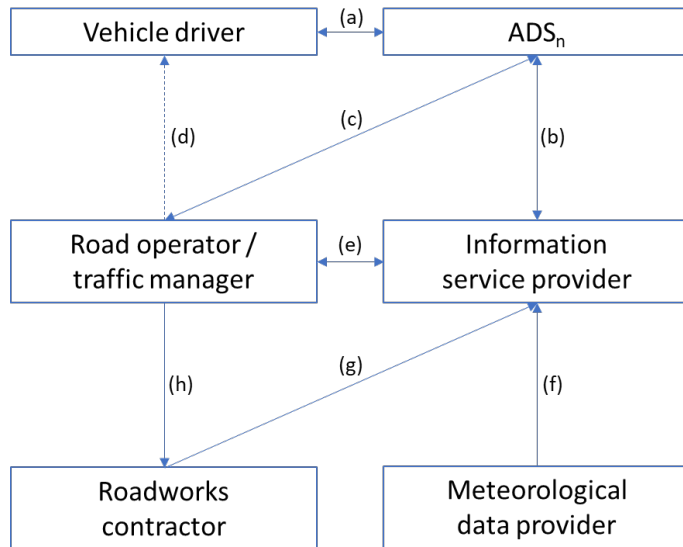 Vehicle driver
(a)
ADSn
(d)
(c)
(b)
Road operator /
traffic manager
(e)
Information
service provider
(h)
(g)
(f)
Roadworks
contractor
Meteorological
data provider